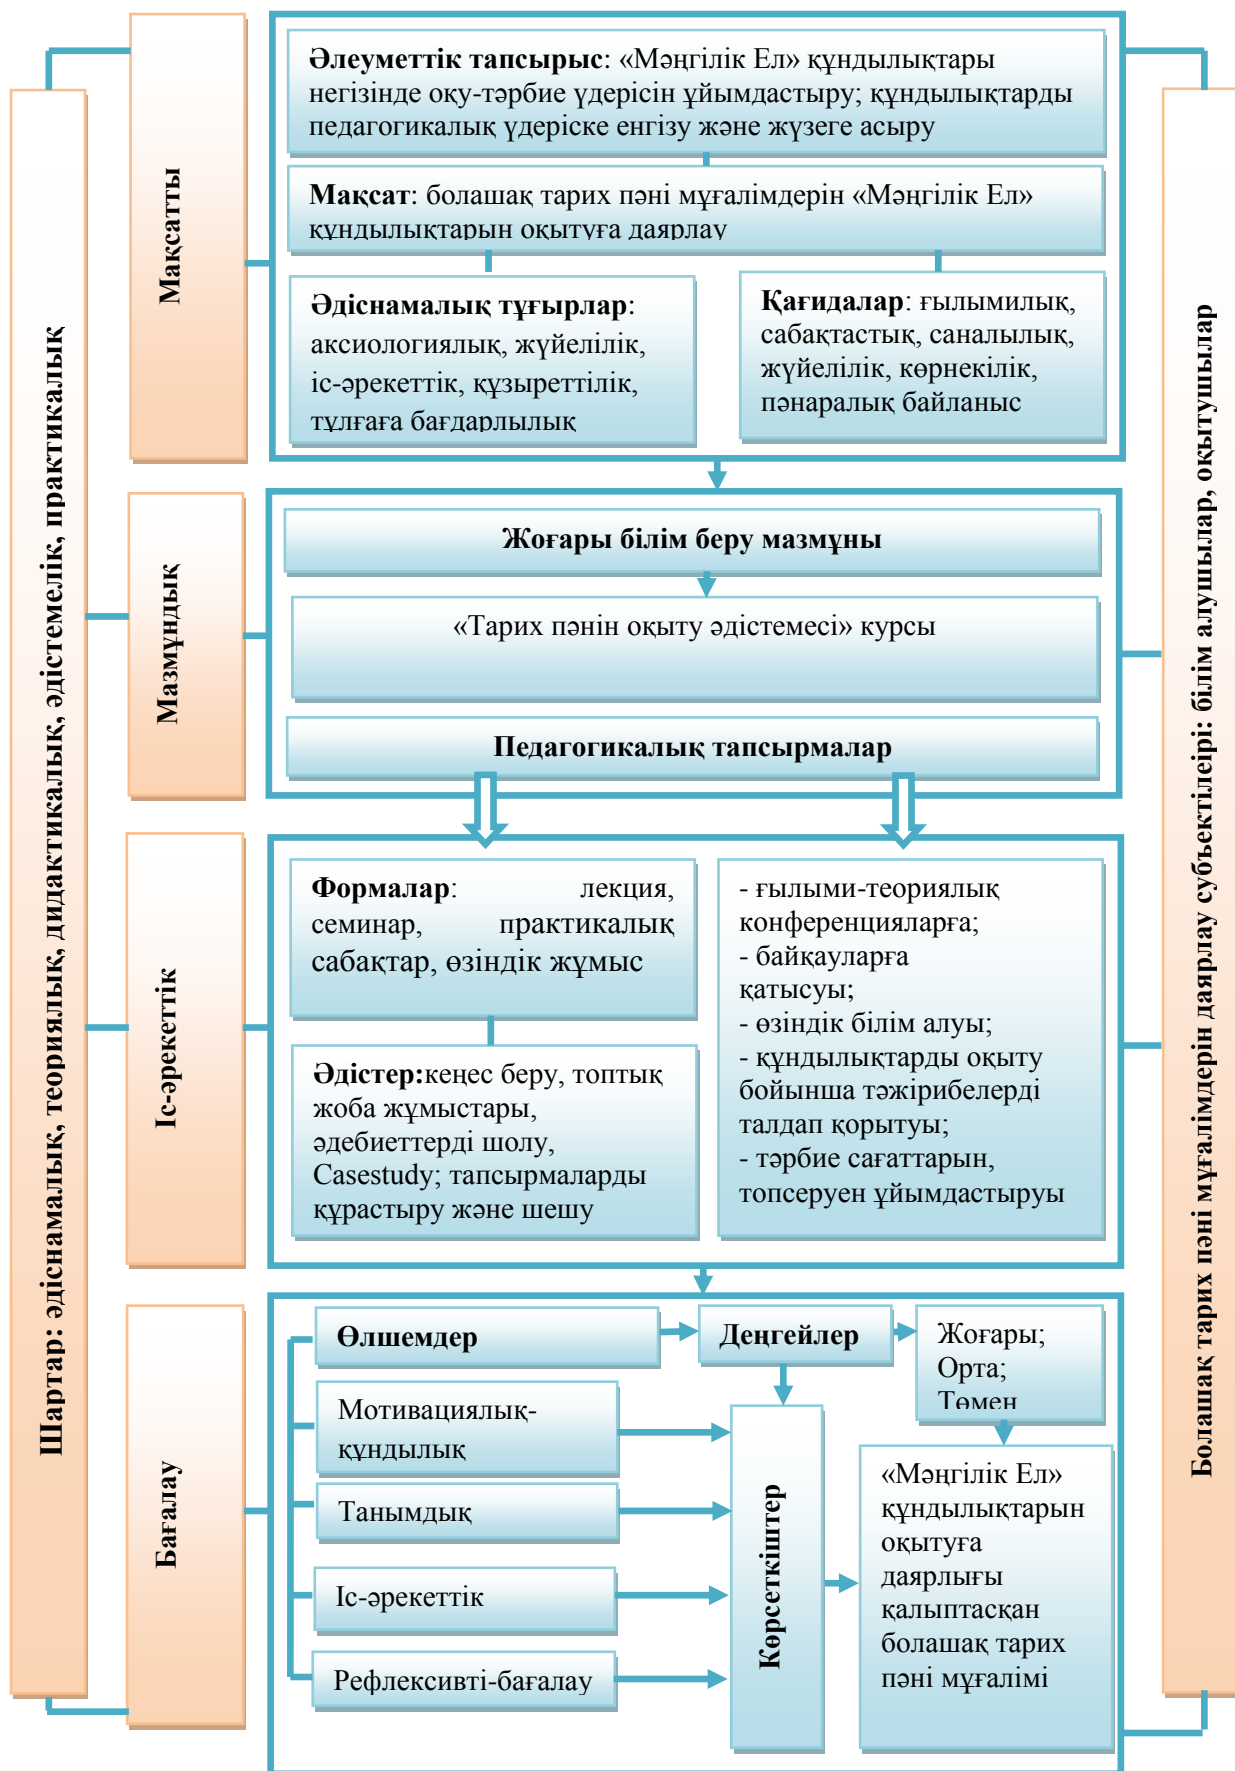 Шартар: әдіснамалық, теориялық, дидактикалық, әдістемелік, практикалық
Мақсатты
Әлеуметтік тапсырыс: «Мәңгілік Ел» құндылықтары
негізінде оқу-тәрбие үдерісін ұйымдастыру; құндылықтарды
педагогикалық үдеріске енгізу және жүзеге асыру
Мақсат: болашақ тарих пәні мұғалімдерін «Мәңгілік Ел»
құндылықтарын оқытуға даярлау
Әдіснамалық тұғырлар:
аксиологиялық, жүйелілік,
іс-әрекеттік, құзыреттілік,
тұлғаға бағдарлылық
Қағидалар: ғылымилық,
сабақтастық, саналылық,
жүйелілік, көрнекілік,
пәнаралық байланыс
Мазмұндық
Жоғары білім беру мазмұны
«Тарих пәнін оқыту әдістемесі» курсы
Педагогикалық тапсырмалар
Іс-әрекеттік
Формалар: лекция,
семинар, практикалық
сабақтар, өзіндік жұмыс
Әдістер:кеңес беру, топтық
жоба жұмыстары,
әдебиеттерді шолу,
Casestudy; тапсырмаларды
құрастыру және шешу
- ғылыми-теориялық
конференцияларға;
- байқауларға
қатысуы;
- өзіндік білім алуы;
- құндылықтарды оқыту
бойынша тәжірибелерді
талдап қорытуы;
- тәрбие сағаттарын,
топсеруен ұйымдастыруы
Бағалау
Өлшемдер
Деңгейлер
Жоғары;
Орта;
Төмен
Мотивациялық-
құндылық
Танымдық
Іс-әрекеттік
Рефлексивті-бағалау
Көрсеткіштер
«Мәңгілік Ел»
құндылықтарын
оқытуға
даярлығы
қалыптасқан
болашақ тарих
пәні мұғалімі
Болашақ тарих пәні мұғалімдерін даярлау субъектілеірі: білім алушылар, оқытушылар